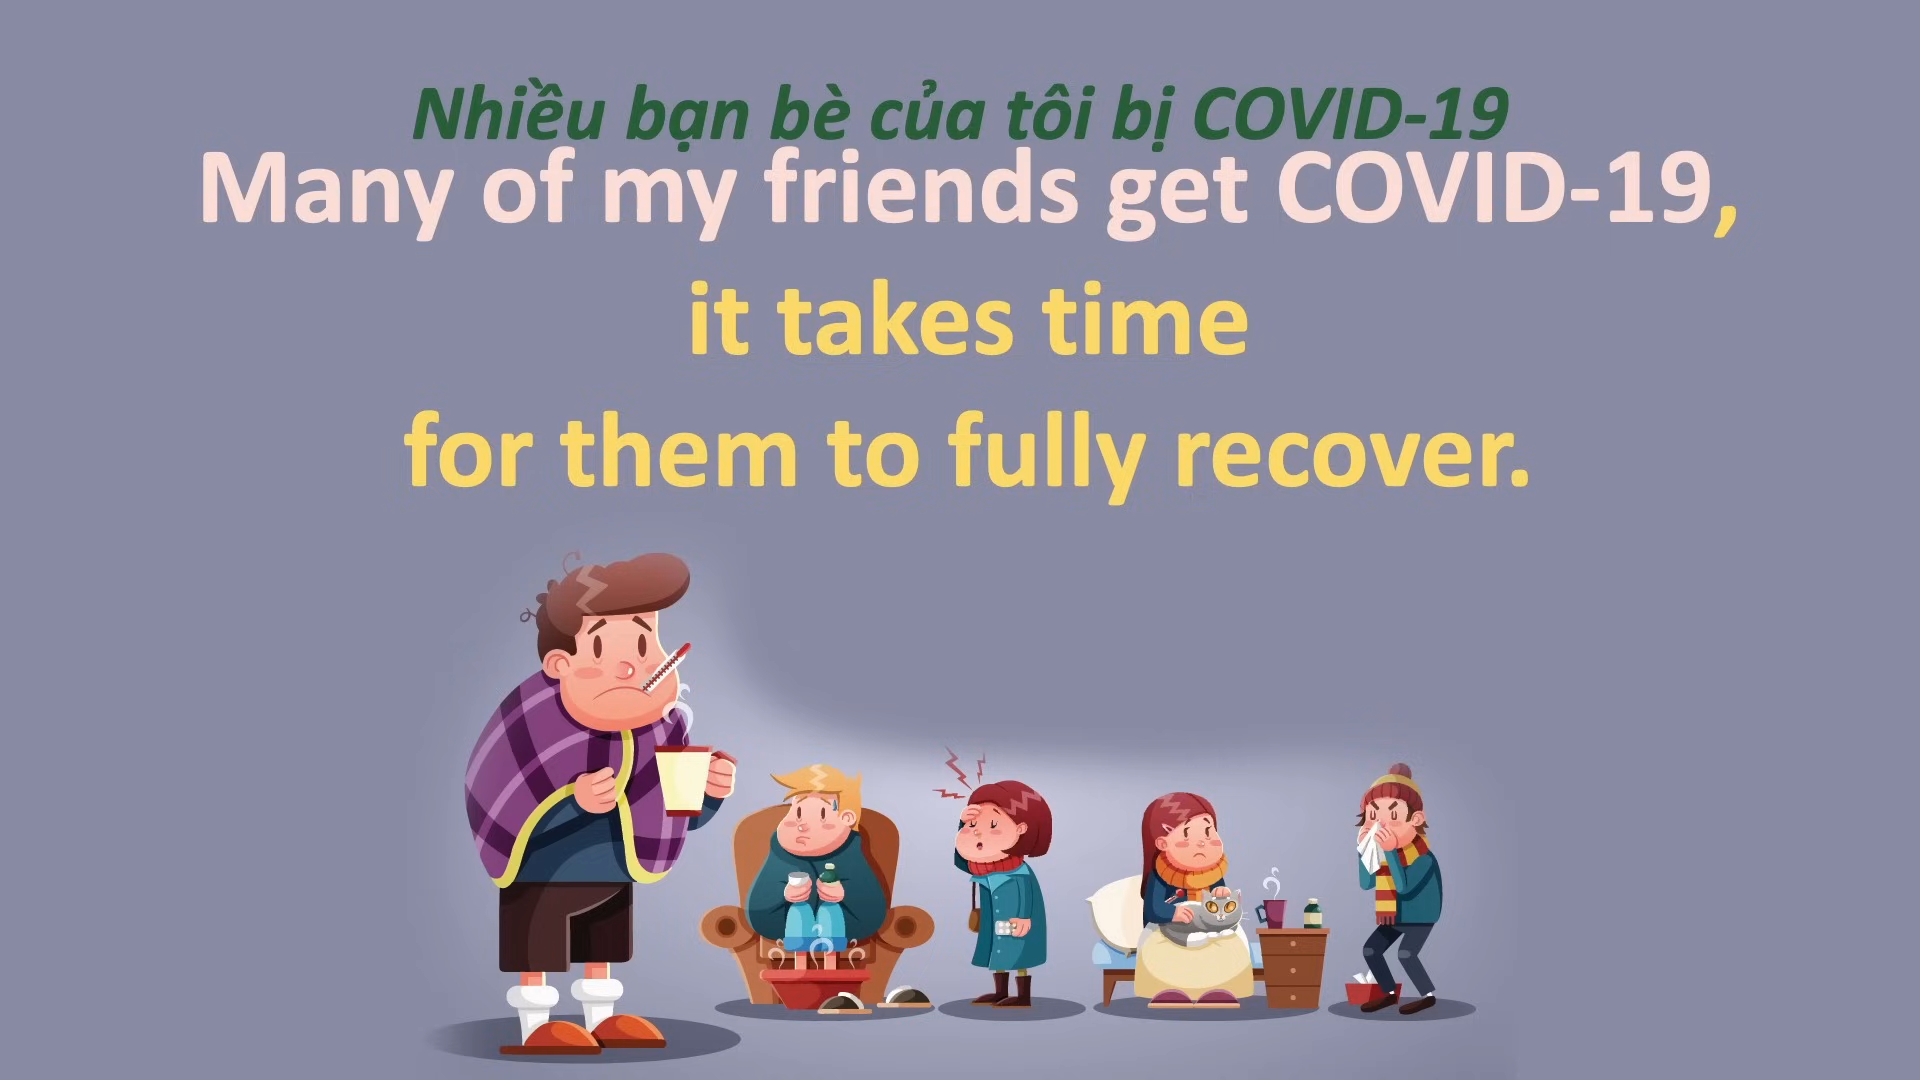 Nhiều bạn bè của tôi bị COVID-19
Many of my friends get COVID-19,
it takes time
for them to fully recover.